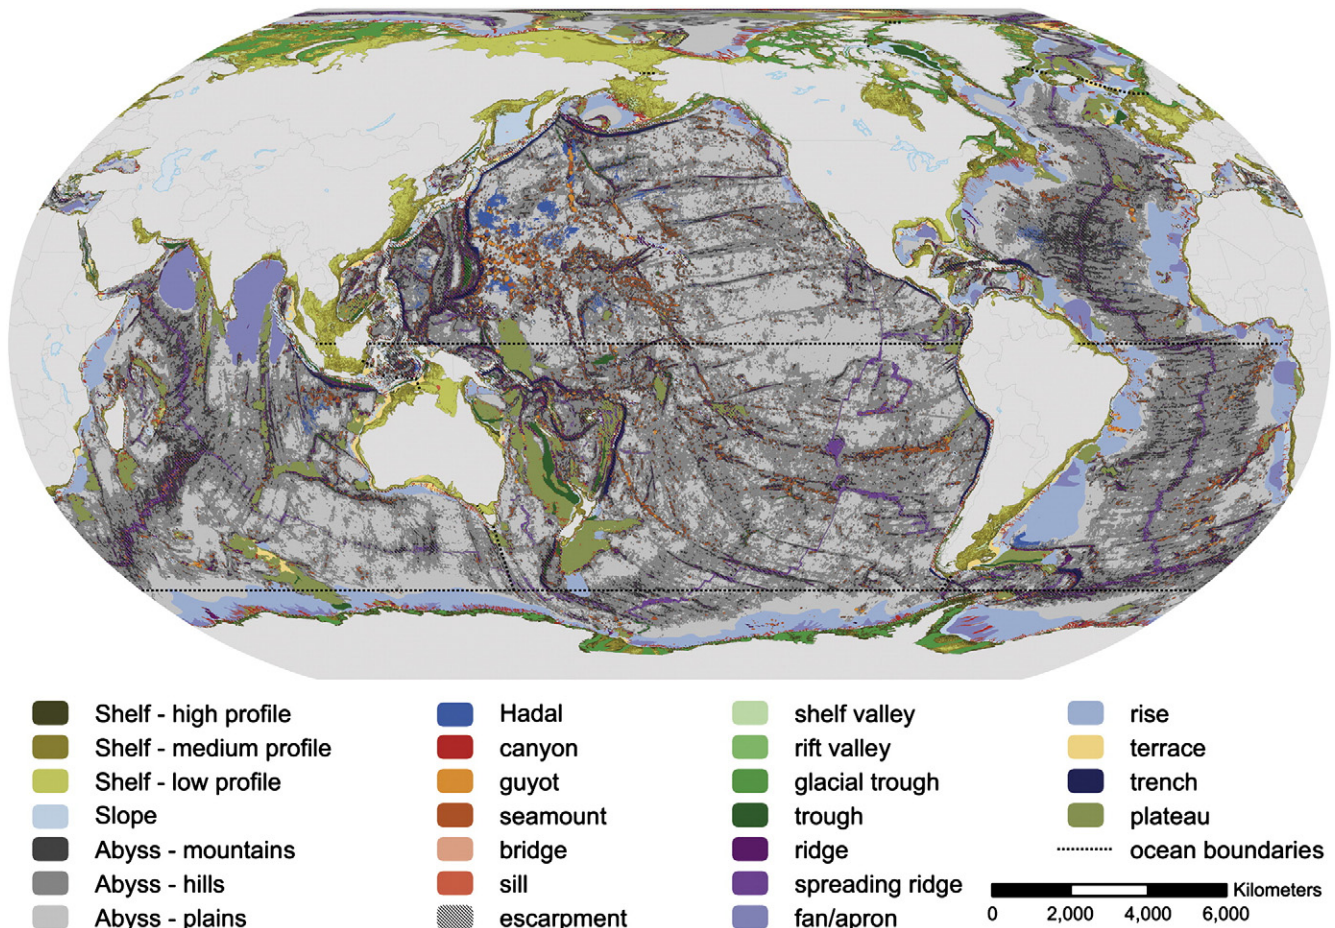 Shelf - high profile
Shelf - medium profile
Shelf - low profile
Slope
Abyss - mountains
Abyss - hills
Abyss - plains
Hadal
canyon
guyot
seamount
bridge
sill
escarpment
shelf valley
rift valley
glacial trough
trough
ridge
spreading ridge
fan/apron
rise
terrace
trench
plateau
ocean boundaries
Kilometers
0 2,000 4,000 6,000